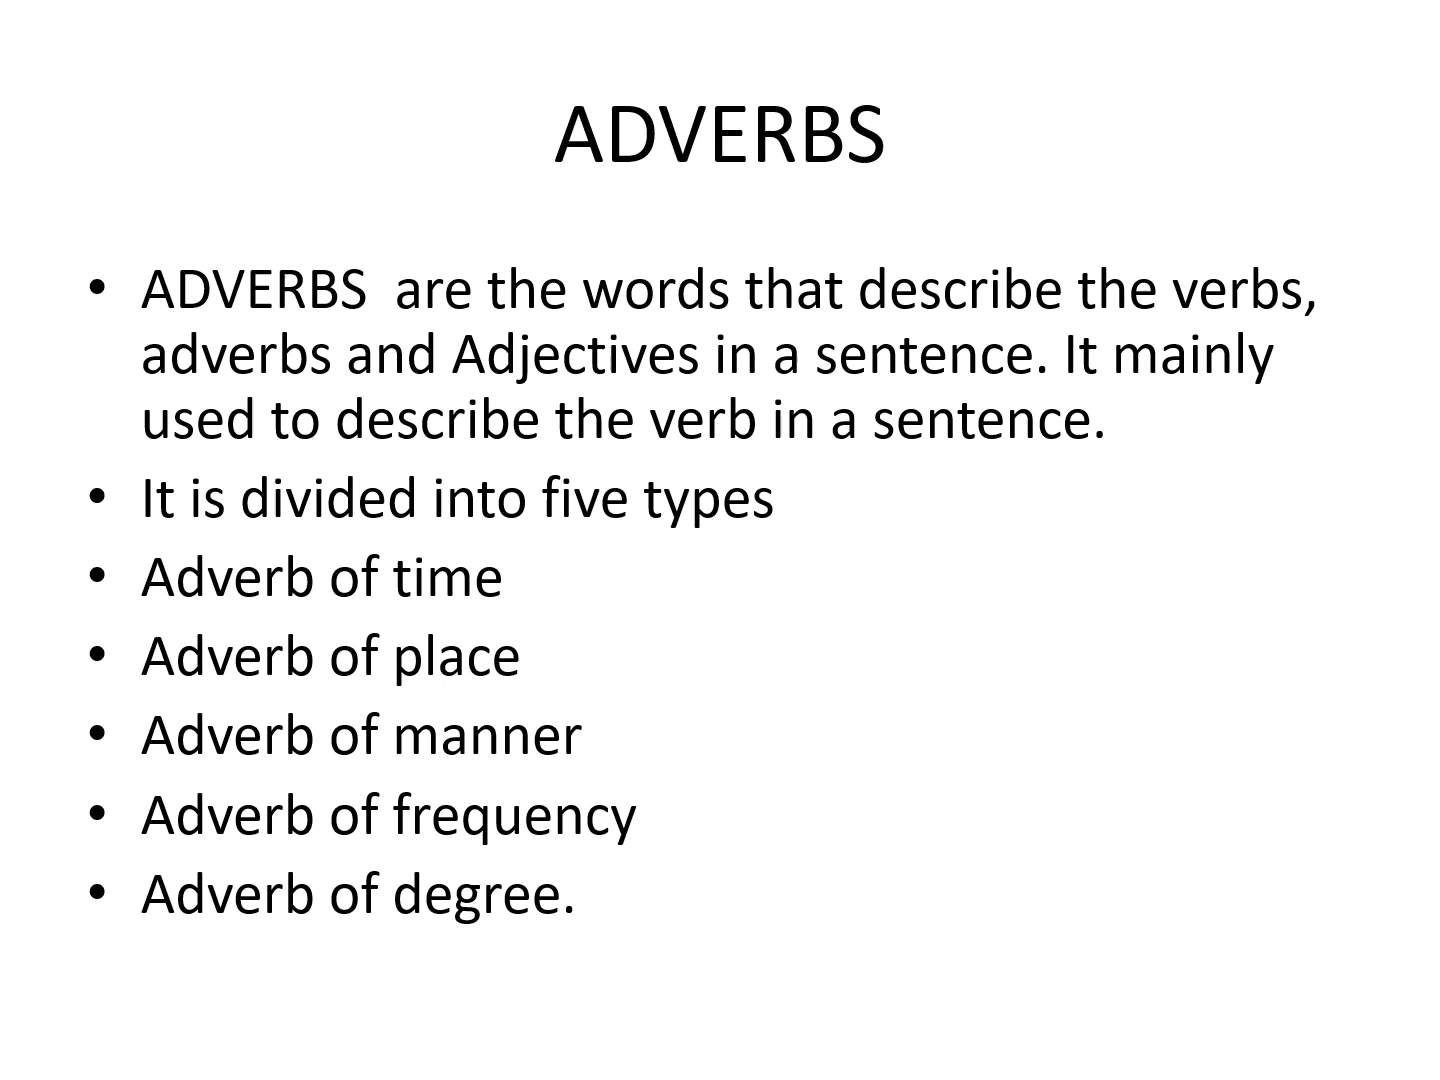 ADVERBS
• ADVERBS  are the words that describe the verbs,
adverbs and Adjectives in a sentence. It mainly
used to describe the verb in a sentence.
• It is divided into five types
• Adverb of time
• Adverb of place
• Adverb of manner
• Adverb of frequency
• Adverb of degree.